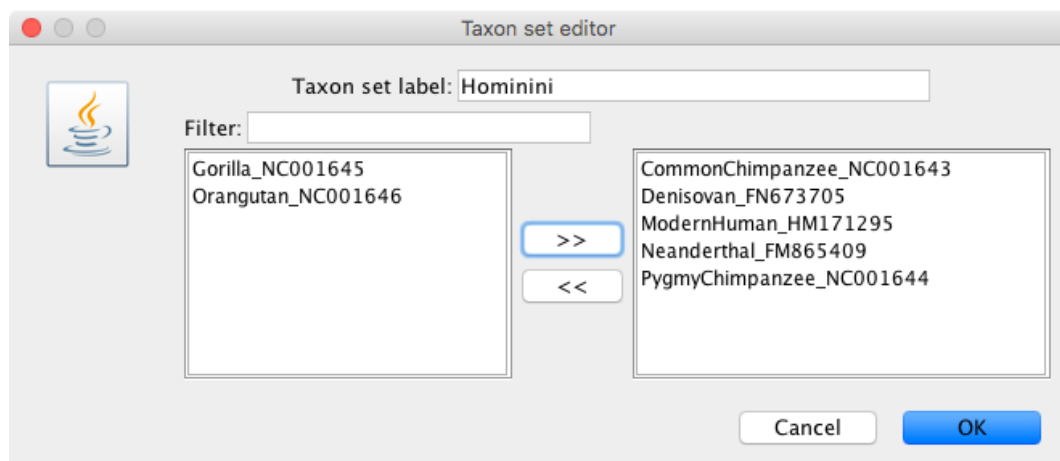 Taxon set editor
Taxon set label: Hominini
Filter:
Gorilla_NC001645
Orangutan_NC001646
>>
<<
CommonChimpanzee_NC001643
Denisovan_FN673705
ModernHuman_HM171295
Neanderthal_FM865409
PygmyChimpanzee_NC001644
Cancel
OK